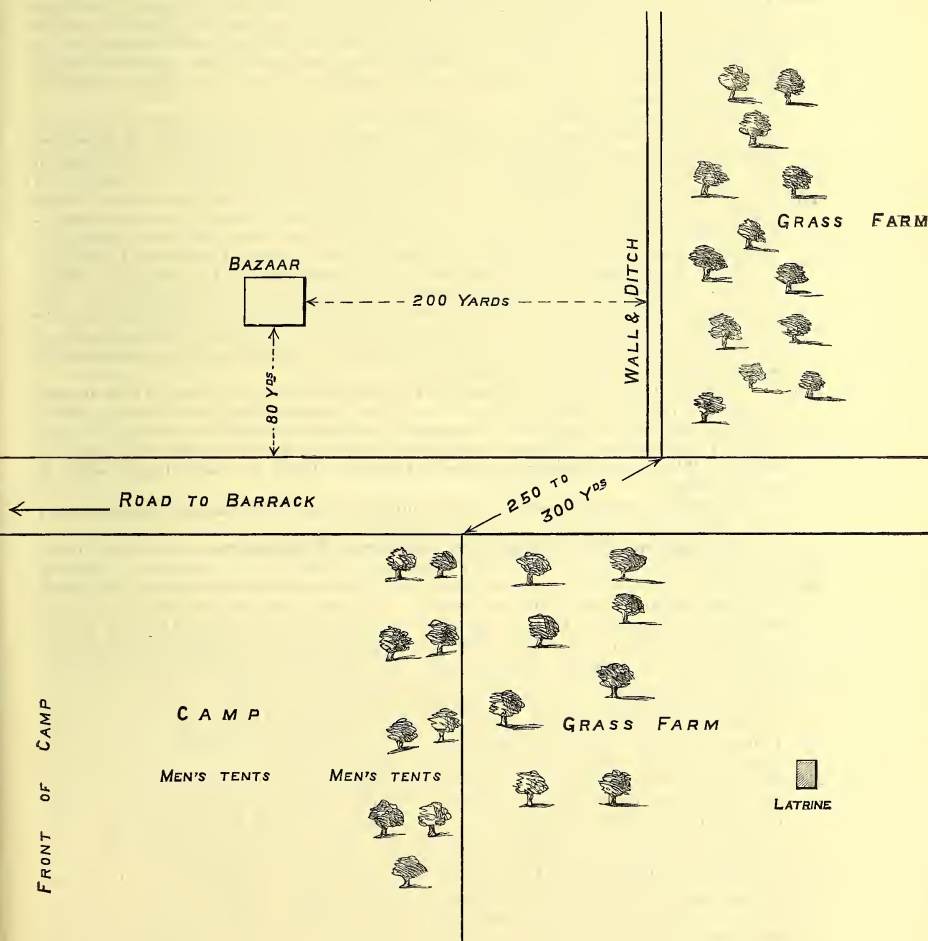 GRASS FARM
BAZAAR
200 YARDS
WALL & DITCH
80 YDS
ROAD TO BARRACK
250 TO
300 YDS
FRONT OF CAMP
CAMP
GRASS FARM
MEN'S TENTS MEN'S TENTS
LATRINE